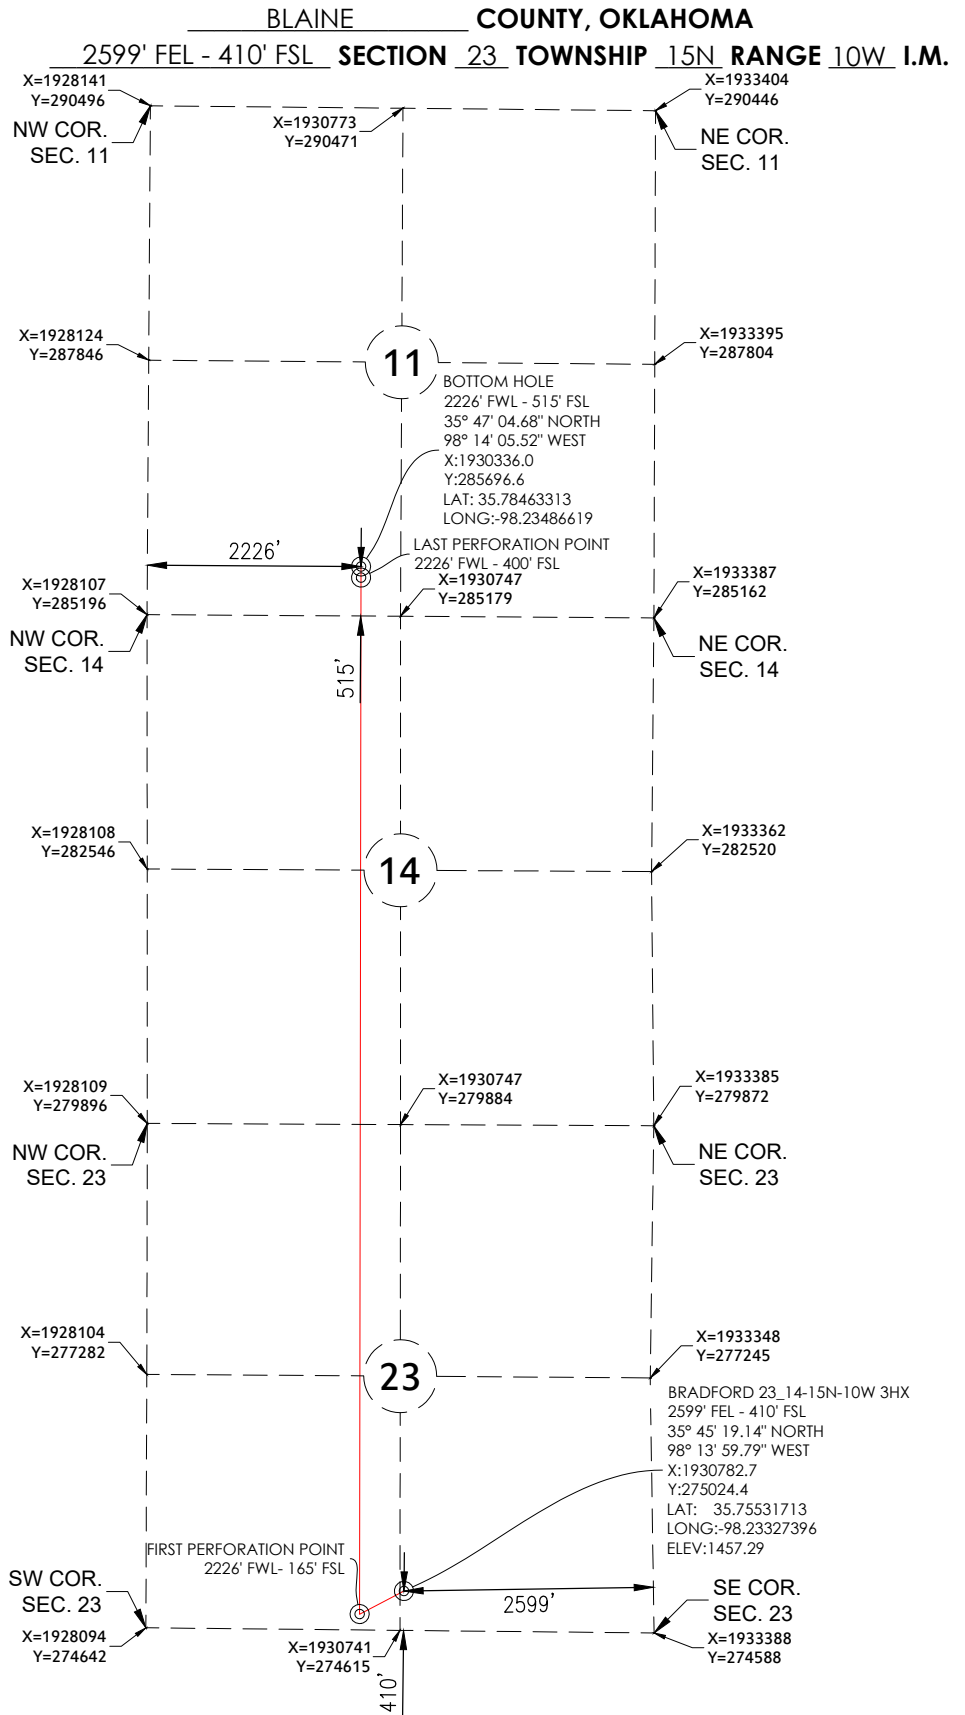 BLAINE COUNTY, OKLAHOMA
2599' FEL - 410' FSL SECTION 23 TOWNSHIP 15N RANGE 10W I.M.
X=1928141
Y=290496
NW COR.
SEC. 11
X=1930773
Y=290471
X=1933404
Y=290446
NE COR.
SEC. 11
X=1928124
Y=287846
11
X=1933395
Y=287804
BOTTOM HOLE
2226' FWL - 515' FSL
35° 47' 04.68" NORTH
98° 14' 05.52" WEST
X:1930336.0
Y:285696.6
LAT: 35.78463313
LONG:-98.23486619
2226'
LAST PERFORATION POINT
2226' FWL - 400' FSL
X=1928107
Y=285196
NW COR.
SEC. 14
X=1930747
Y=285179
X=1933387
Y=285162
NE COR.
SEC. 14
515'
X=1928108
Y=282546
14
X=1933362
Y=282520
X=1928109
Y=279896
NW COR.
SEC. 23
X=1930747
Y=279884
X=1933385
Y=279872
NE COR.
SEC. 23
X=1928104
Y=277282
23
X=1933348
Y=277245
BRADFORD 23_14-15N-10W 3HX
2599' FEL - 410' FSL
35° 45' 19.14" NORTH
98° 13' 59.79" WEST
X:1930782.7
Y:275024.4
LAT: 35.75531713
LONG:-98.23327396
ELEV:1457.29
FIRST PERFORATION POINT
2226' FWL- 165' FSL
2599'
SW COR.
SEC. 23
X=1928094
Y=274642
X=1930741
Y=274615
410'
SE COR.
SEC. 23
X=1933388
Y=274588